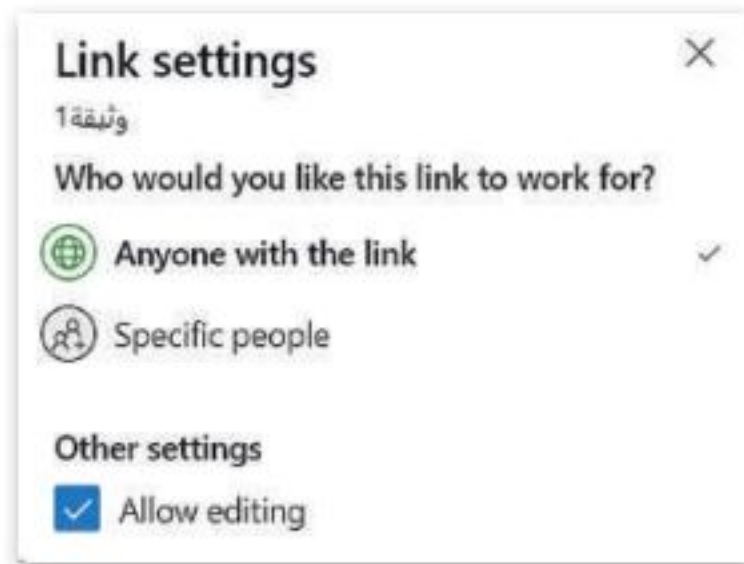 Link settings
وثيقة1
Who would you like this link to work for?
Anyone with the link
Specific people
Other settings
Allow editing